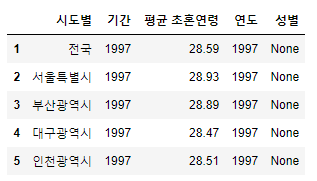 시도별 기간 평균 초혼연령 연도 성별
1 전국 1997 28.59 1997 None
2 서울특별시 1997 28.93 1997 None
3 부산광역시 1997 28.89 1997 None
4 대구광역시 1997 28.47 1997 None
5 인천광역시 1997 28.51 1997 None